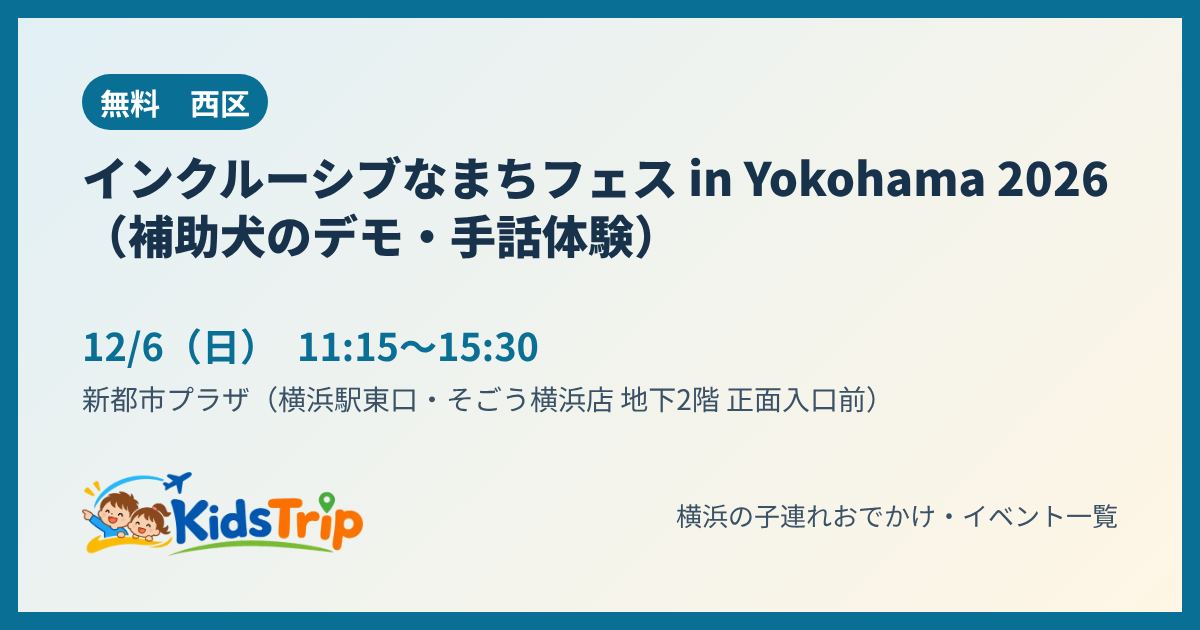 無料　西区
インクルーシブなまちフェス in Yokohama 2026
（補助犬のデモ・手話体験）
12/6（日）　11:15〜15:30
新都市プラザ（横浜駅東口・そごう横浜店 地下2階 正面入口前）
KidsTrip
横浜の子連れおでかけ・イベント一覧